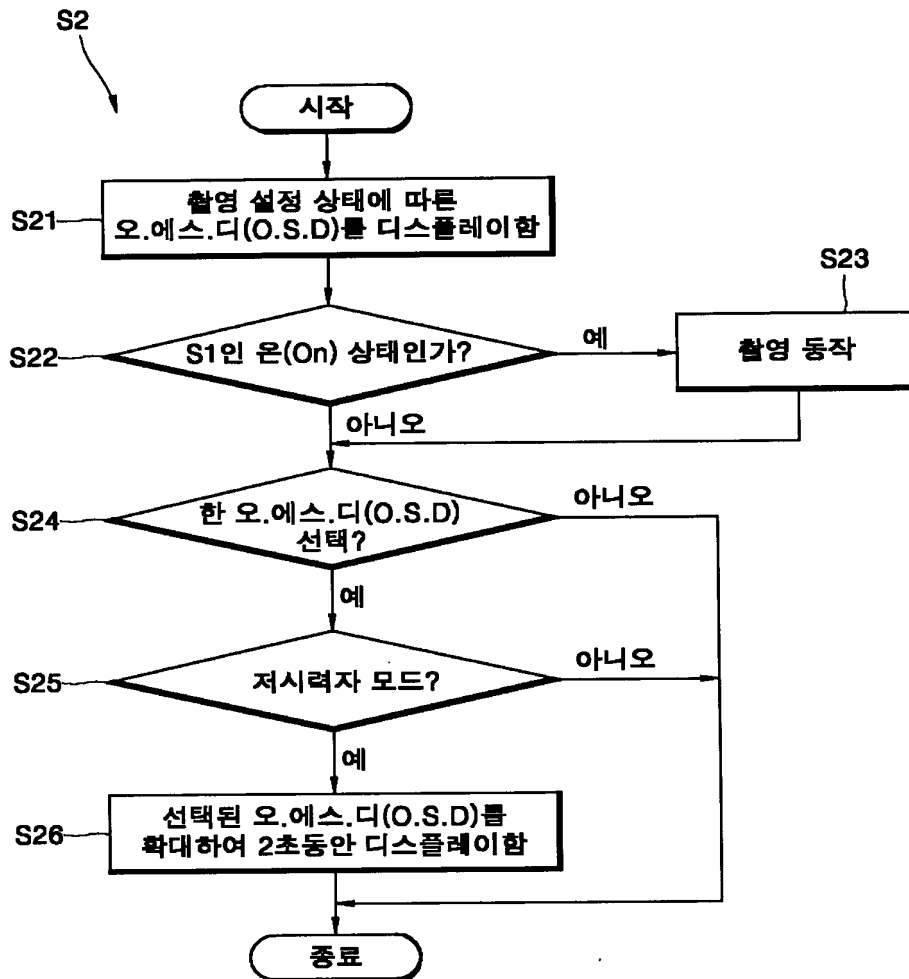 S2
시작
S21
촬영 설정 상태에 따른
오.에스.디(O.S.D)를 디스플레이함
S22
S1인 온(On) 상태인가?
예
S23
촬영 동작
아니오
S24
한 오.에스.디(O.S.D)
선택?
아니오
예
S25
저시력자 모드?
아니오
예
S26
선택된 오.에스.디(O.S.D)를
확대하여 2초동안 디스플레이함
종료